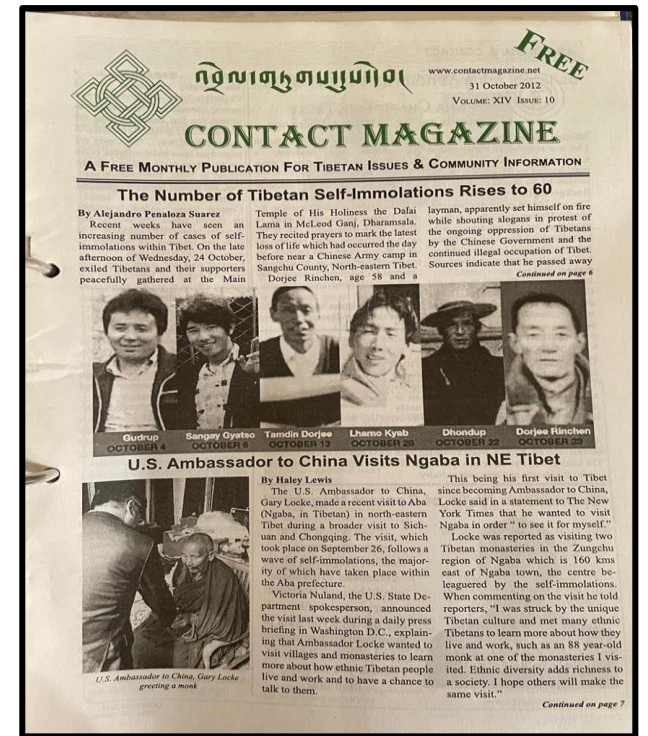 FREE
www.contactmagazine.net
31 October 2012
VOLUME: XIV ISSUE: 10
CONTACT MAGAZINE
A FREE MONTHLY PUBLICATION FOR TIBETAN ISSUES & COMMUNITY INFORMATION
The Number of Tibetan Self-Immolations Rises to 60
By Alejandro Penaloza Suarez
Recent weeks have seen an
increasing number of cases of self-
immolations within Tibet. On the late
afternoon of Wednesday, 24 October,
exiled Tibetans and their supporters
peacefully gathered at the Main
Temple of His Holiness the Dalai
Lama in McLeod Ganj, Dharamsala.
They recited prayers to mark the latest
loss of life which had occurred the day
before near a Chinese Army camp in
Sangchu County, North-eastern Tibet.
Dorjee Rinchen, age 58 and a
layman, apparently set himself on fire
while shouting slogans in protest of
the ongoing oppression of Tibetans
by the Chinese Government and the
continued illegal occupation of Tibet.
Sources indicate that he passed away
Continued on page 6
Gudrup
OCTOBER 4
Sangay Gyatso
OCTOBER 6
Tamdin Dorjee
OCTOBER 13
Lhamo Kyab
OCTOBER 20
Dhondup
OCTOBER 22
Dorjee Rinchen
OCTOBER 23
U.S. Ambassador to China Visits Ngaba in NE Tibet
U.S. Ambassador to China, Gary Locke
greeting a monk
By Haley Lewis
The U.S. Ambassador to China,
Gary Locke, made a recent visit to Aba
(Ngaba, in Tibetan) in north-eastern
Tibet during a broader visit to Sich-
uan and Chongqing. The visit, which
took place on September 26, follows a
wave of self-immolations, the major-
ity of which have taken place within
the Aba prefecture.
Victoria Nuland, the U.S. State De-
partment spokesperson, announced
the visit last week during a daily press
briefing in Washington D.C., explain-
ing that Ambassador Locke wanted to
visit villages and monasteries to learn
more about how ethnic Tibetan people
live and work and to have a chance to
talk to them.
This being his first visit to Tibet
since becoming Ambassador to China,
Locke said in a statement to The New
York Times that he wanted to visit
Ngaba in order “ to see it for myself.”
Locke was reported as visiting two
Tibetan monasteries in the Zungchu
region of Ngaba which is 160 kms
east of Ngaba town, the centre be-
leaguered by the self-immolations.
When commenting on the visit he told
reporters, “I was struck by the unique
Tibetan culture and met many ethnic
Tibetans to learn more about how they
live and work, such as an 88 year-old
monk at one of the monasteries I vis-
ited. Ethnic diversity adds richness to
a society. I hope others will make the
same visit.”
Continued on page 7